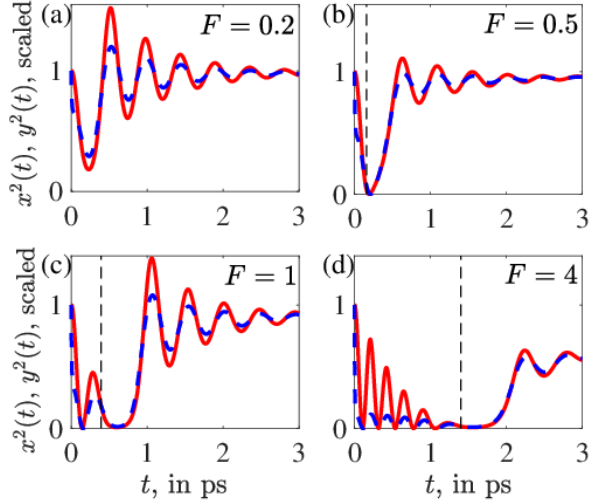 (a) F = 0.2
(b) F = 0.5
x²(t), y²(t), scaled
1
0
0 1 2 3
1
0
0 1 2 3
(c) F = 1
(d) F = 4
x²(t), y²(t), scaled
1
0
0 1 2 3
1
0
0 1 2 3
t, in ps
t, in ps